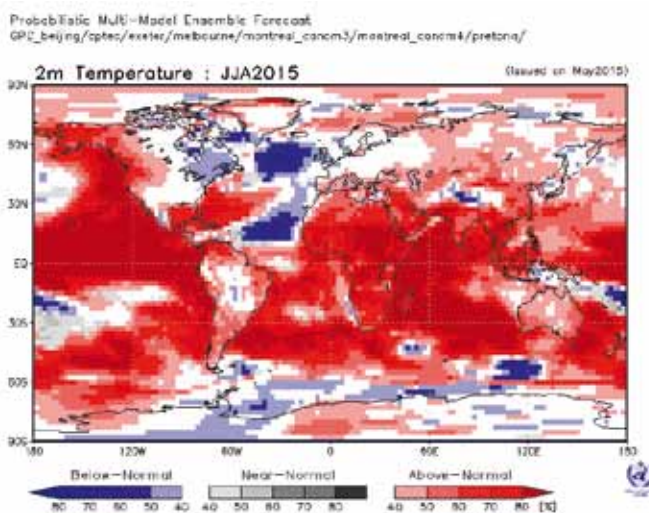 Probabilistic Multi-Model Ensemble Forecast
GPC_beijing/cptec/exeter/melbourne/montreal_cancm3/montreal_cancm4/pretoria/
2m Temperature : JJA2015
(Issued on May2015)
90N
60N
30N
EQ
30S
60S
90S
180 120W 60W 0 60E 120E 180
Below-Normal Near-Normal Above-Normal
80 70 60 50 40 40 50 60 70 80 40 50 60 70 80 [%]